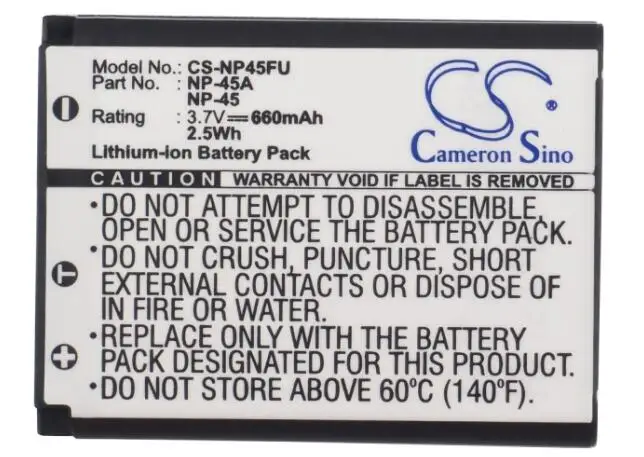 Model No.: CS-NP45FU
Part No. : NP-45A
NP-45
Rating : 3.7V⎓660mAh
2.5Wh
Lithium-ion Battery Pack
CS®
Cameron Sino
CAUTION WARRANTY VOID IF LABEL IS REMOVED
•DO NOT ATTEMPT TO DISASSEMBLE,
OPEN OR SERVICE THE BATTERY PACK.
•DO NOT CRUSH, PUNCTURE, SHORT
EXTERNAL CONTACTS OR DISPOSE OF
IN FIRE OR WATER.
•REPLACE ONLY WITH THE BATTERY
PACK DESIGNATED FOR THIS PRODUCT.
•DO NOT STORE ABOVE 60°C (140°F).
T